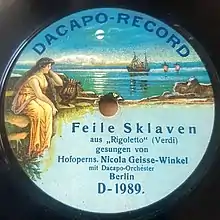 DACAPO-RECORD
Feile Sklaven
aus „Rigoletto" (Verdi)
gesungen von
Hofoperns. Nicola Geisse-Winkel
mit Dacapo-Orchester
Berlin
D-1989.